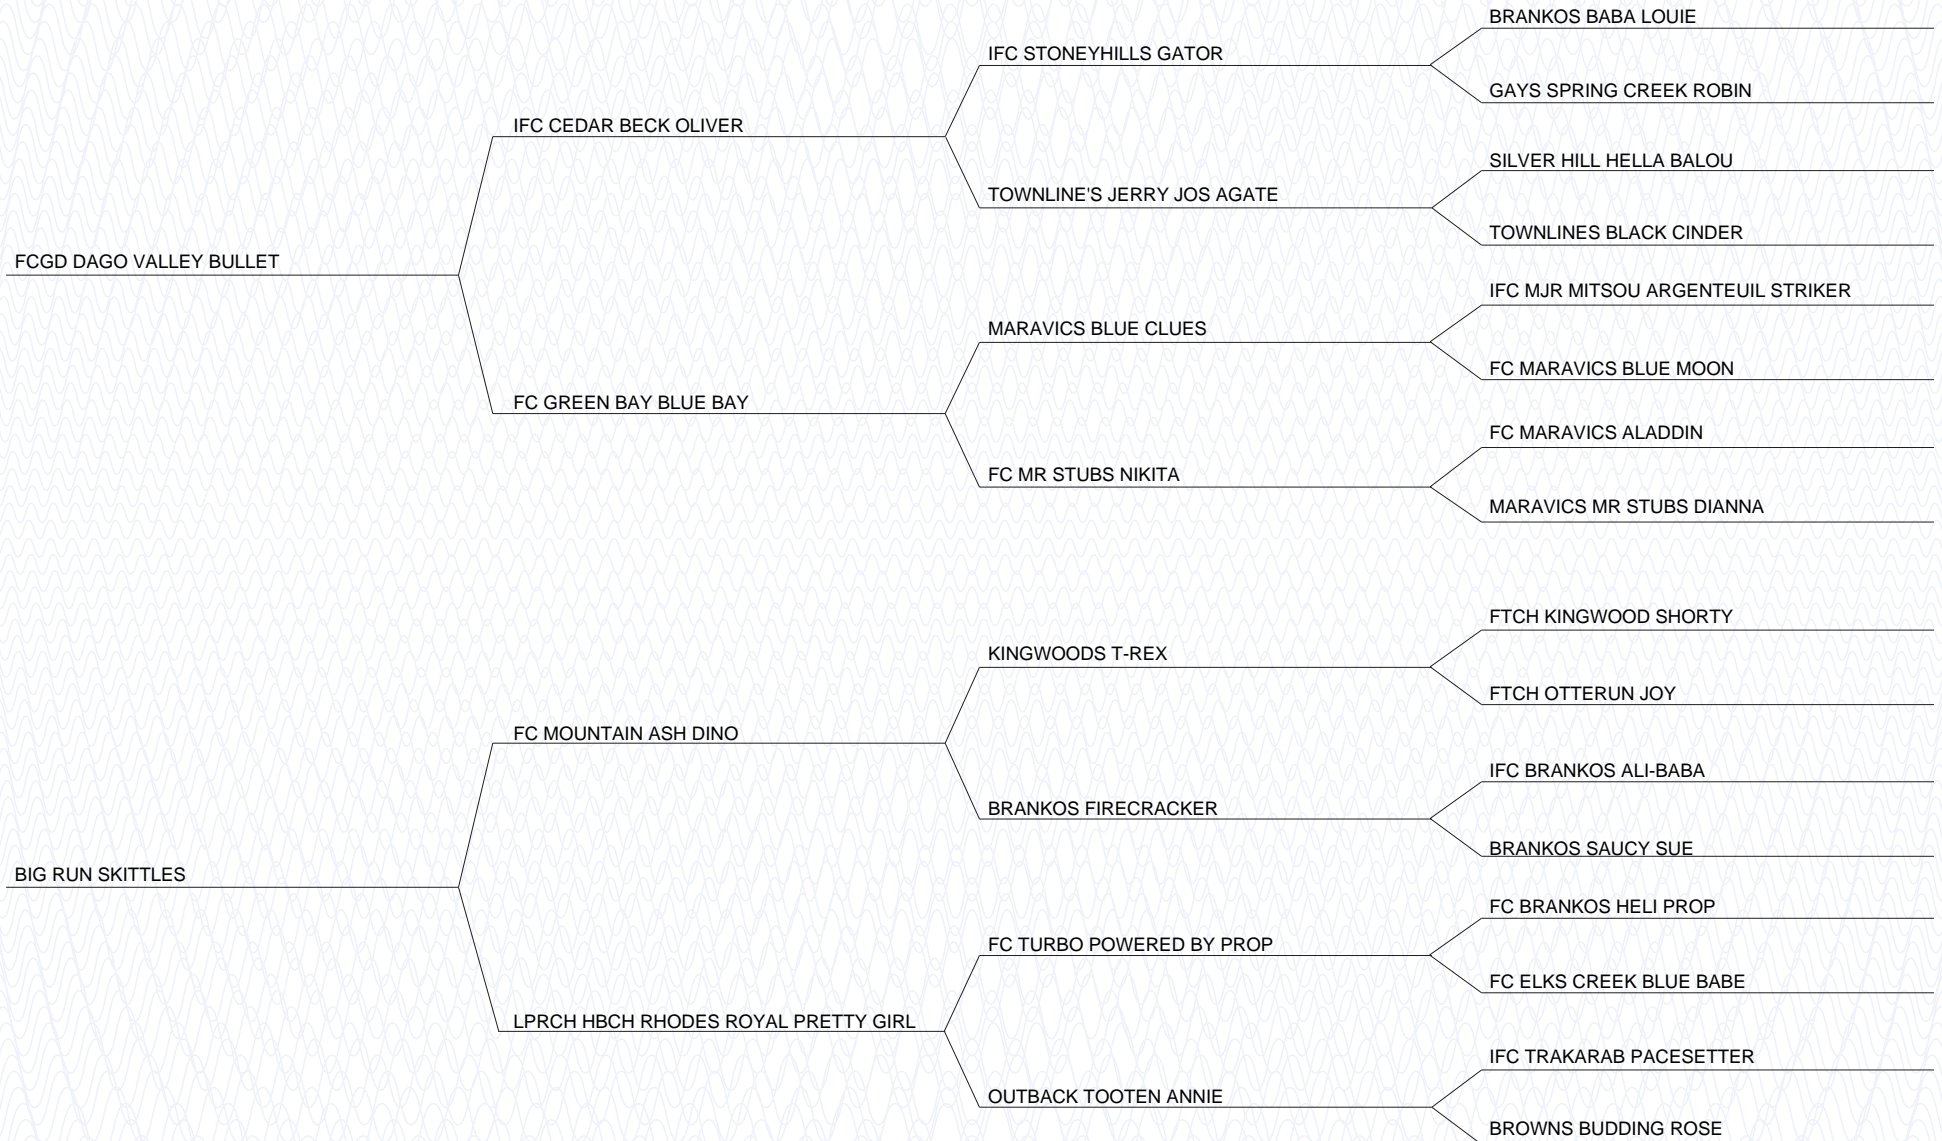 BRANKOS BABA LOUIE
IFC STONEYHILLS GATOR
GAYS SPRING CREEK ROBIN
IFC CEDAR BECK OLIVER
SILVER HILL HELLA BALOU
TOWNLINE'S JERRY JOS AGATE
TOWNLINES BLACK CINDER
FCGD DAGO VALLEY BULLET
IFC MJR MITSOU ARGENTEUIL STRIKER
MARAVICS BLUE CLUES
FC MARAVICS BLUE MOON
FC GREEN BAY BLUE BAY
FC MARAVICS ALADDIN
FC MR STUBS NIKITA
MARAVICS MR STUBS DIANNA
FTCH KINGWOOD SHORTY
KINGWOODS T-REX
FTCH OTTERUN JOY
FC MOUNTAIN ASH DINO
IFC BRANKOS ALI-BABA
BRANKOS FIRECRACKER
BRANKOS SAUCY SUE
BIG RUN SKITTLES
FC BRANKOS HELI PROP
FC TURBO POWERED BY PROP
FC ELKS CREEK BLUE BABE
LPRCH HBCH RHODES ROYAL PRETTY GIRL
IFC TRAKARAB PACESETTER
OUTBACK TOOTEN ANNIE
BROWNS BUDDING ROSE